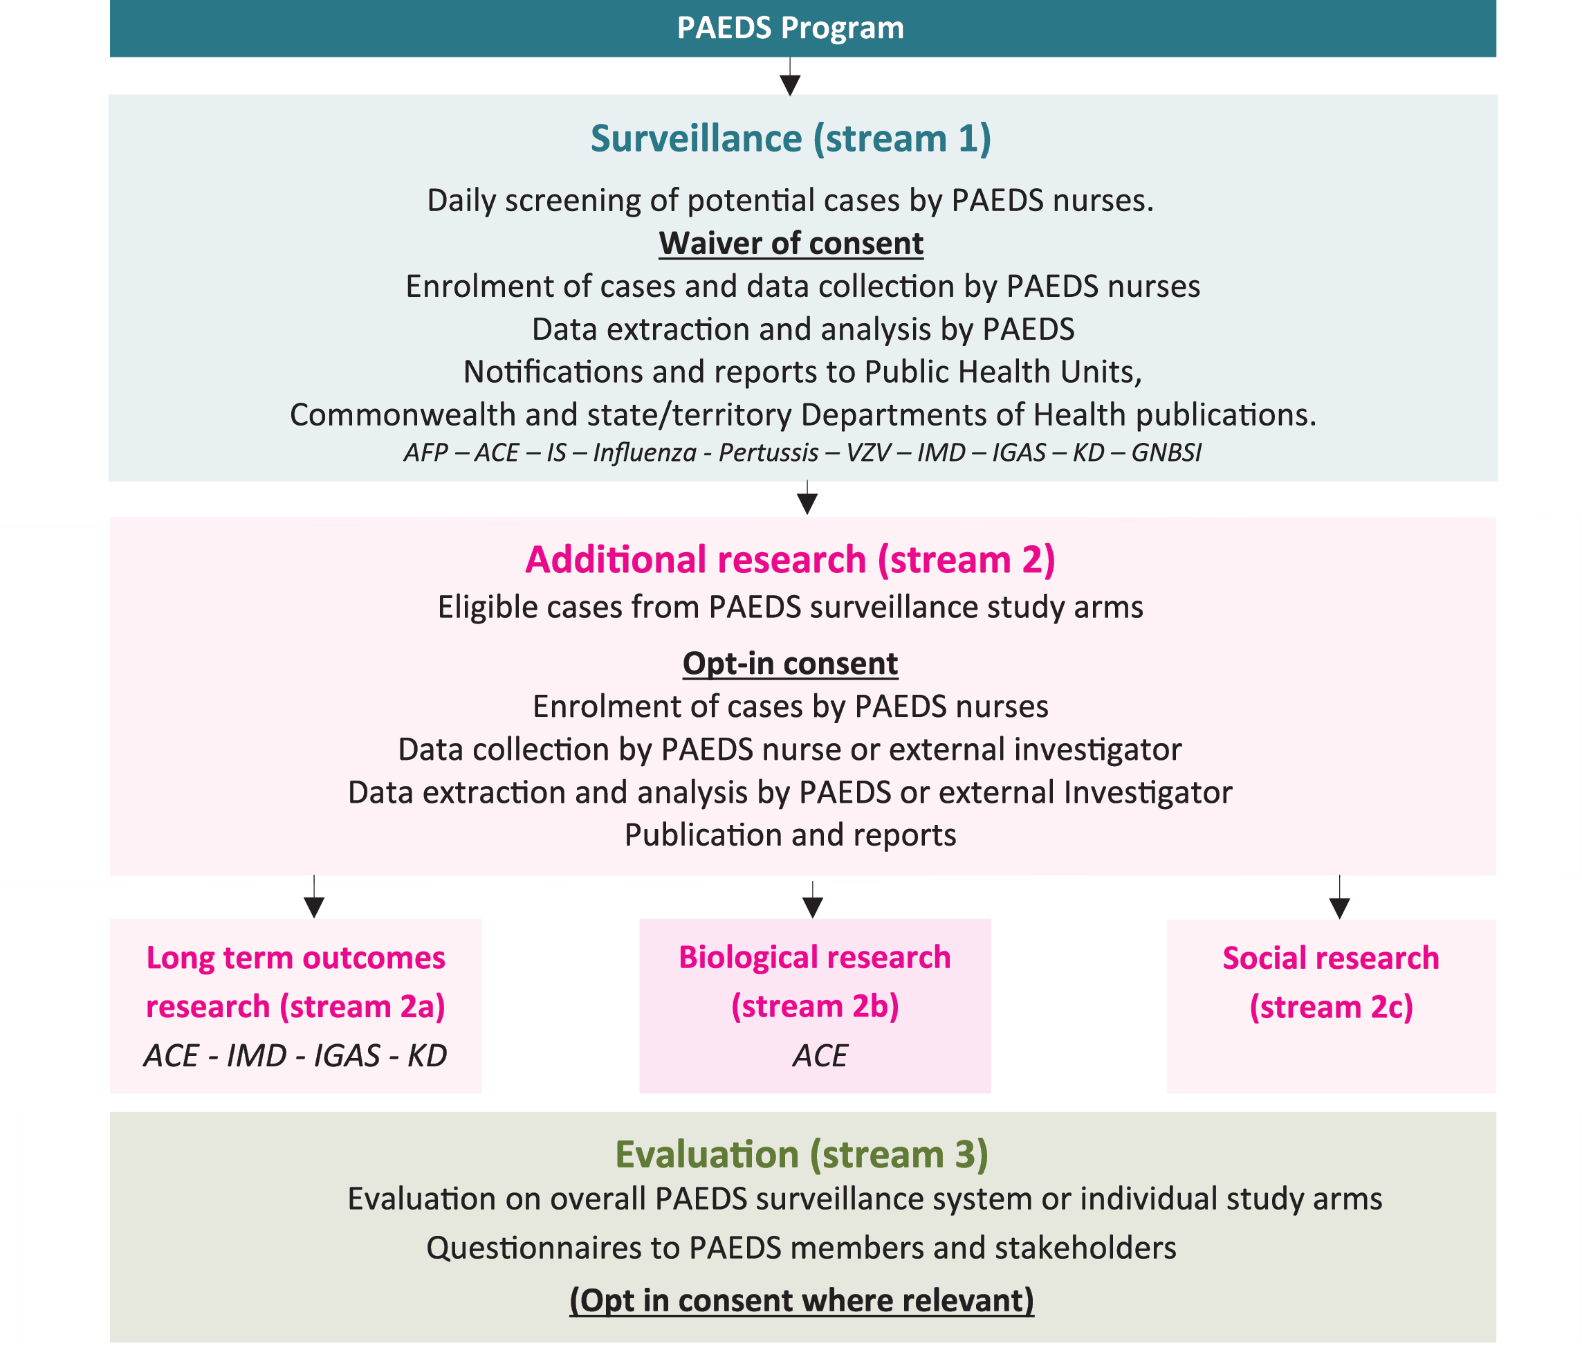 PAEDS Program
Surveillance (stream 1)
Daily screening of potential cases by PAEDS nurses.
Waiver of consent
Enrolment of cases and data collection by PAEDS nurses
Data extraction and analysis by PAEDS
Notifications and reports to Public Health Units,
Commonwealth and state/territory Departments of Health publications.
AFP – ACE – IS – Influenza - Pertussis – VZV – IMD – IGAS – KD – GNBSI
Additional research (stream 2)
Eligible cases from PAEDS surveillance study arms
Opt-in consent
Enrolment of cases by PAEDS nurses
Data collection by PAEDS nurse or external investigator
Data extraction and analysis by PAEDS or external Investigator
Publication and reports
Long term outcomes
research (stream 2a)
ACE - IMD - IGAS - KD
Biological research
(stream 2b)
ACE
Social research
(stream 2c)
Evaluation (stream 3)
Evaluation on overall PAEDS surveillance system or individual study arms
Questionnaires to PAEDS members and stakeholders
(Opt in consent where relevant)